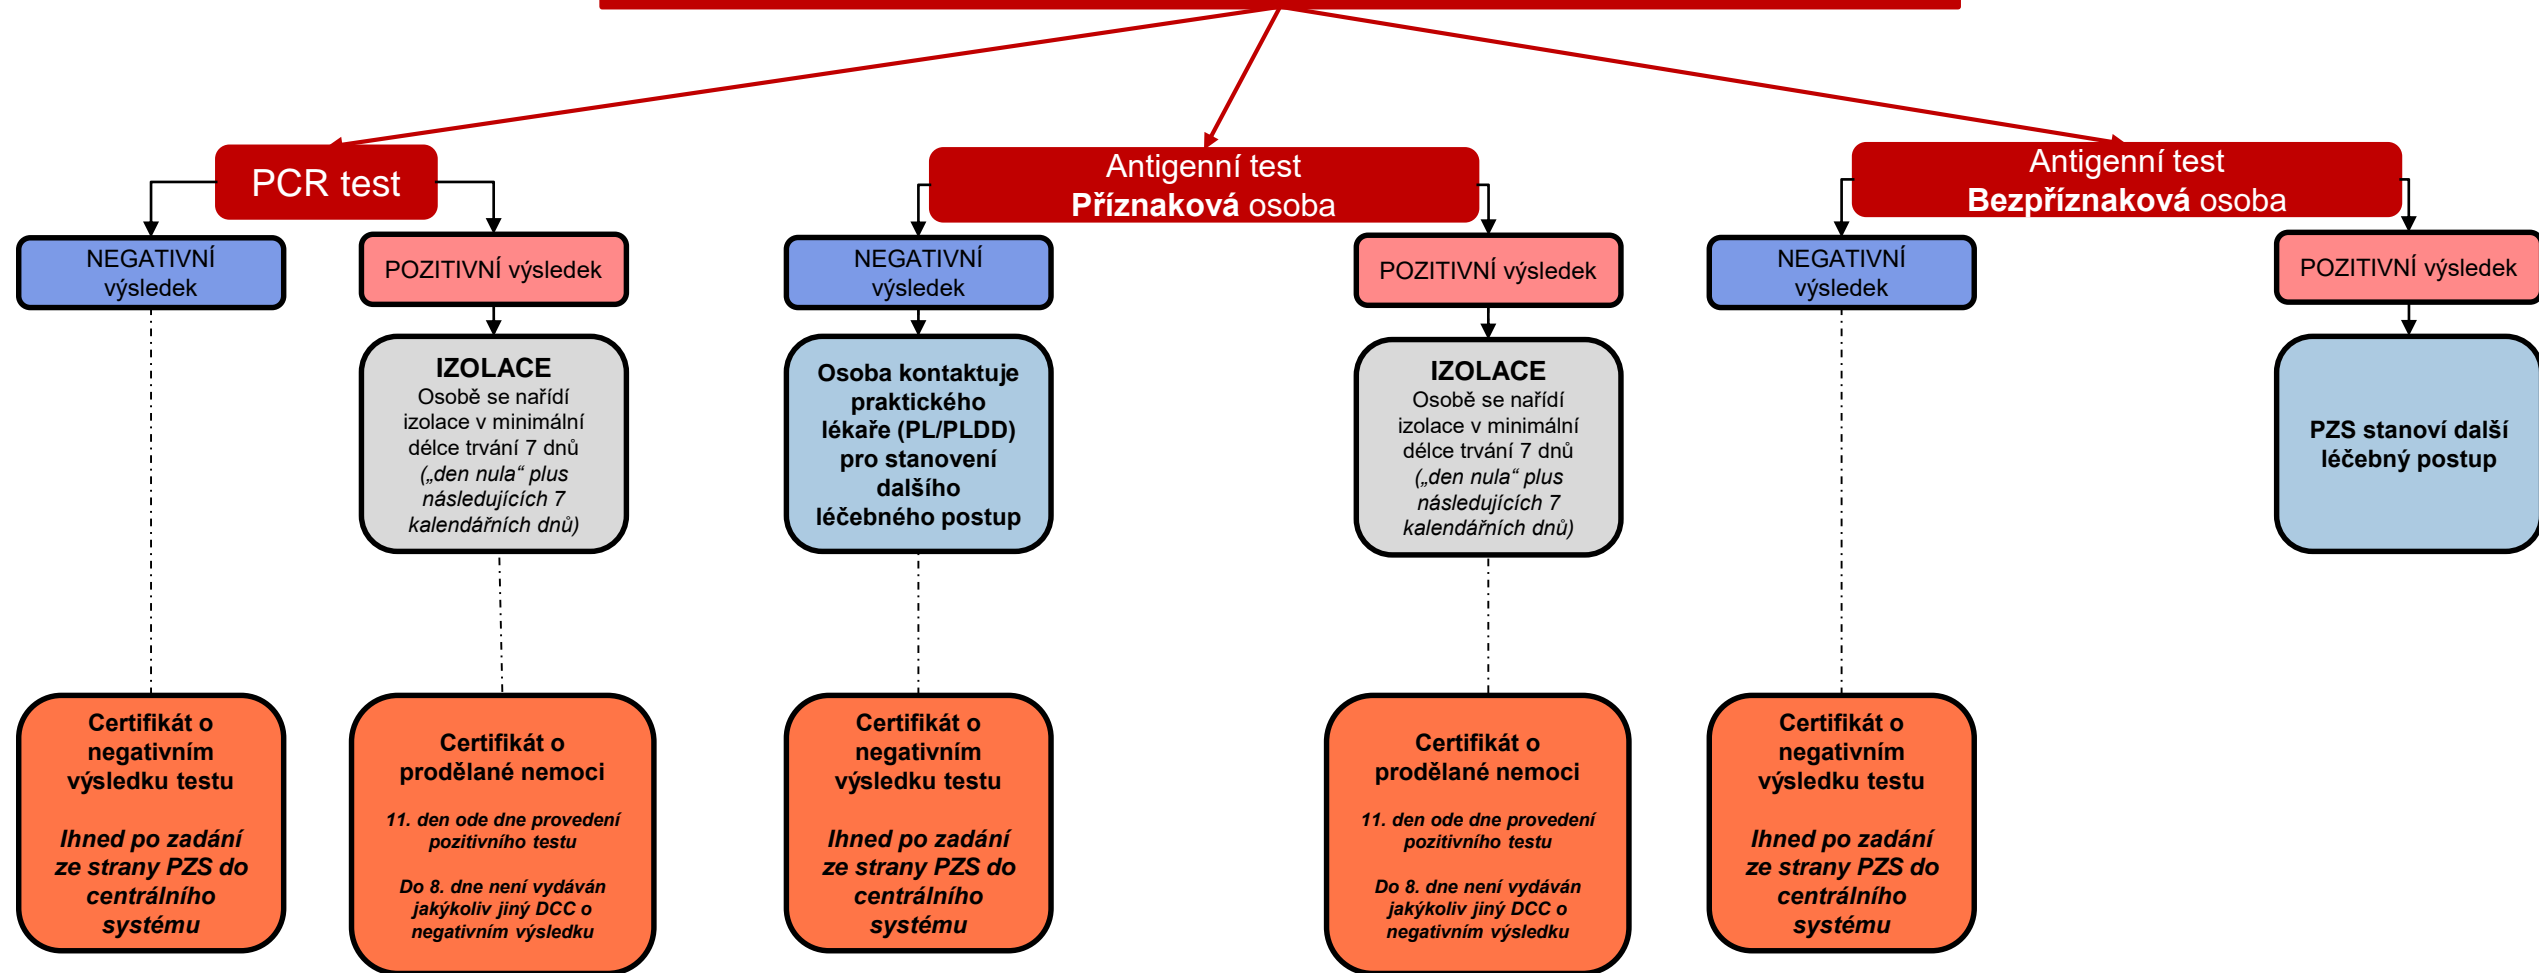 PCR test
NEGATIVNÍ
výsledek
POZITIVNÍ výsledek
IZOLACE
Osobě se nařídí
izolace v minimální
délce trvání 7 dnů
(„den nula“ plus
následujících 7
kalendářních dnů)
Certifikát o
negativním
výsledku testu
Ihned po zadání
ze strany PZS do
centrálního
systému
Certifikát o
prodělané nemoci
11. den ode dne provedení
pozitivního testu
Do 8. dne není vydáván
jakýkoliv jiný DCC o
negativním výsledku
Antigenní test
Příznaková osoba
NEGATIVNÍ
výsledek
POZITIVNÍ výsledek
Osoba kontaktuje
praktického
lékaře (PL/PLDD)
pro stanovení
dalšího
léčebného postup
IZOLACE
Osobě se nařídí
izolace v minimální
délce trvání 7 dnů
(„den nula“ plus
následujících 7
kalendářních dnů)
Certifikát o
negativním
výsledku testu
Ihned po zadání
ze strany PZS do
centrálního
systému
Certifikát o
prodělané nemoci
11. den ode dne provedení
pozitivního testu
Do 8. dne není vydáván
jakýkoliv jiný DCC o
negativním výsledku
Antigenní test
Bezpříznaková osoba
NEGATIVNÍ
výsledek
POZITIVNÍ výsledek
PZS stanoví další
léčebný postup
Certifikát o
negativním
výsledku testu
Ihned po zadání
ze strany PZS do
centrálního
systému